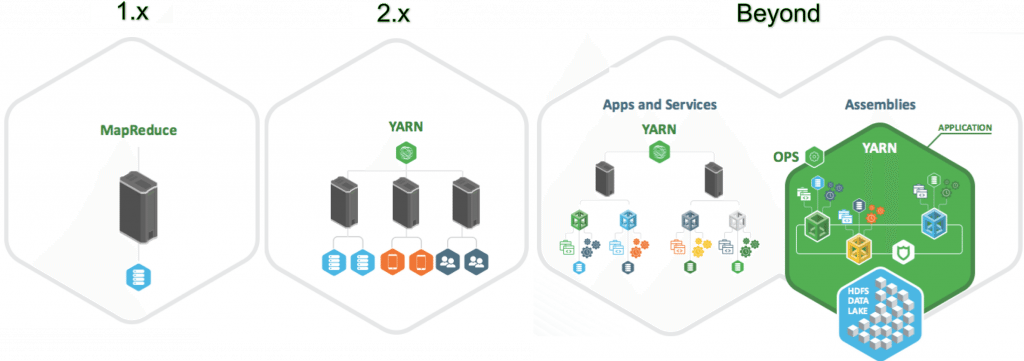 1.x
2.x
Beyond
MapReduce
YARN
Apps and Services
YARN
Assemblies
APPLICATION
OPS
YARN
HDFS
DATA
LAKE